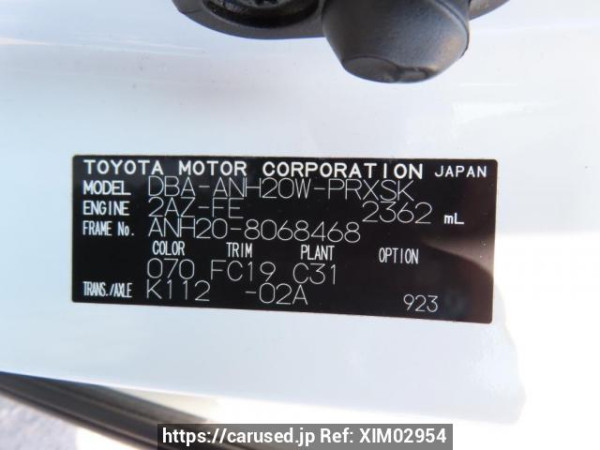 TOYOTA MOTOR CORPORATION JAPAN
MODEL DBA-ANH20W-PRXSK
ENGINE 2AZ-FE 2362 mL
FRAME No. ANH20-8068468
COLOR TRIM PLANT OPTION
070 FC19 C31
TRANS./AXLE K112 -02A 923
https://carused.jp Ref: XIM02954